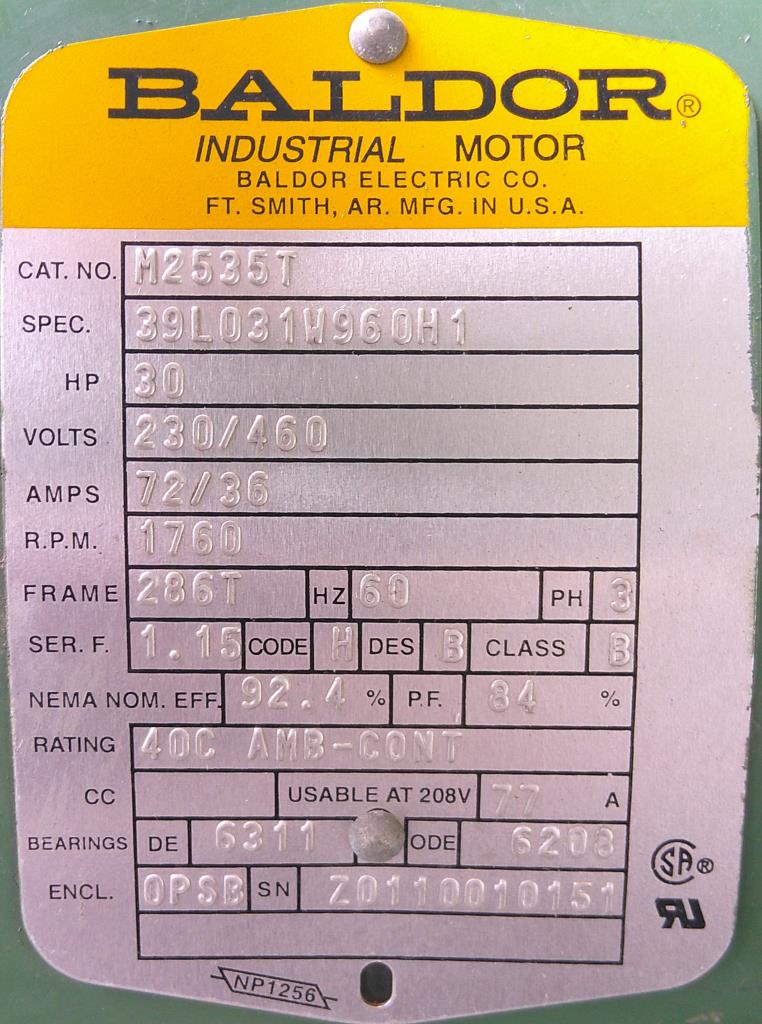 BALDOR®
INDUSTRIAL MOTOR
BALDOR ELECTRIC CO.
FT. SMITH, AR. MFG. IN U.S.A.
CAT. NO. M2535T
SPEC. 39L031W960H1
HP 30
VOLTS 230/460
AMPS 72/36
R.P.M. 1760
FRAME 286T HZ 60 PH 3
SER. F. 1.15 CODE H DES B CLASS B
NEMA NOM. EFF. 92.4 % P.F. 84 %
RATING 40C AMB-CONT
CC USABLE AT 208V 77 A
BEARINGS DE 6311 ODE 6208
ENCL. OPSB SN Z0110010151
SA®
UR
NP1256